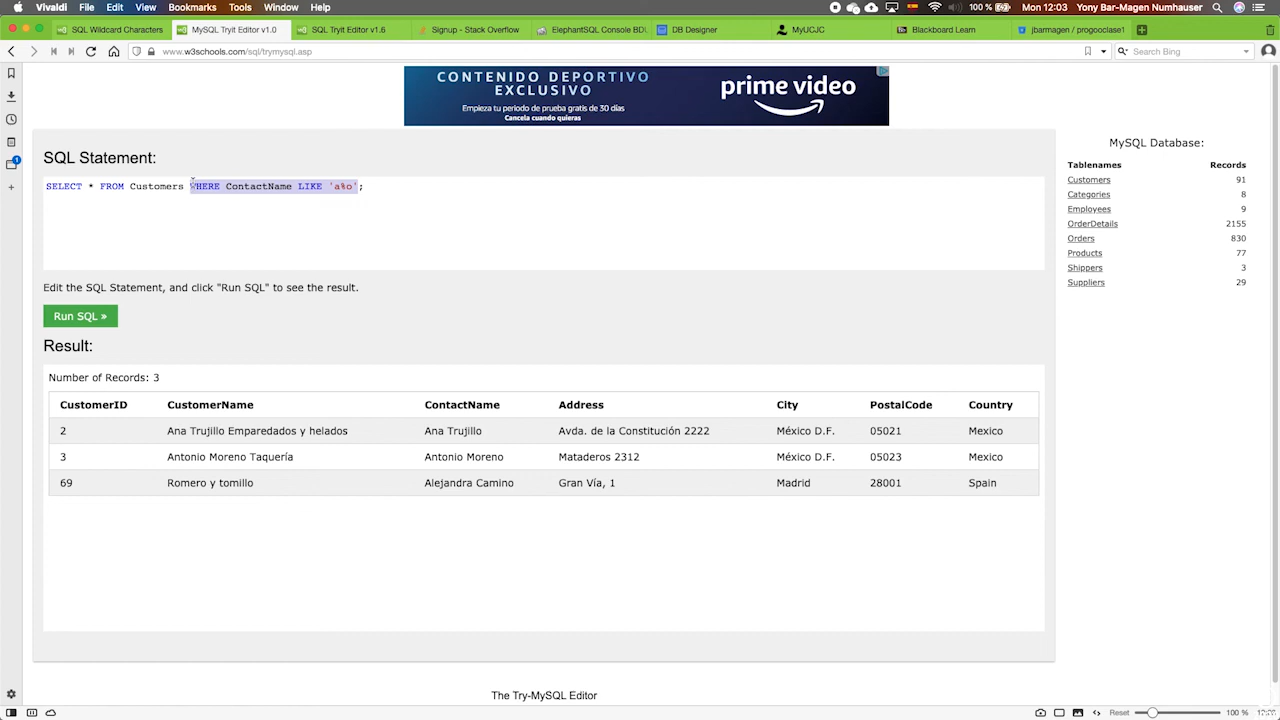 Vivaldi File Edit View Bookmarks Tools Window Help Mon 12:03 Yony Bar-Magen Numhauser
SQL Wildcard Characters MySQL Tryit Editor v1.0 SQL Tryit Editor v1.6 Signup - Stack Overflow ElephantSQL Console BD! DB Designer MyUCJC Blackboard Learn jbarmagen / progooclase1
www.w3schools.com/sql/trymysql.asp Search Bing
CONTENIDO DEPORTIVO
EXCLUSIVO
Empieza tu periodo de prueba gratis de 30 días
Cancela cuando quieras
prime video
SQL Statement:
SELECT * FROM Customers WHERE ContactName LIKE 'a%o';
Edit the SQL Statement, and click "Run SQL" to see the result.
Run SQL »
Result:
Number of Records: 3
CustomerID CustomerName ContactName Address City PostalCode Country
2 Ana Trujillo Emparedados y helados Ana Trujillo Avda. de la Constitución 2222 México D.F. 05021 Mexico
3 Antonio Moreno Taquería Antonio Moreno Mataderos 2312 México D.F. 05023 Mexico
69 Romero y tomillo Alejandra Camino Gran Vía, 1 Madrid 28001 Spain
The Try-MySQL Editor
MySQL Database:
Tablenames Records
Customers 91
Categories 8
Employees 9
OrderDetails 2155
Orders 830
Products 77
Shippers 3
Suppliers 29
1
Reset 100 %